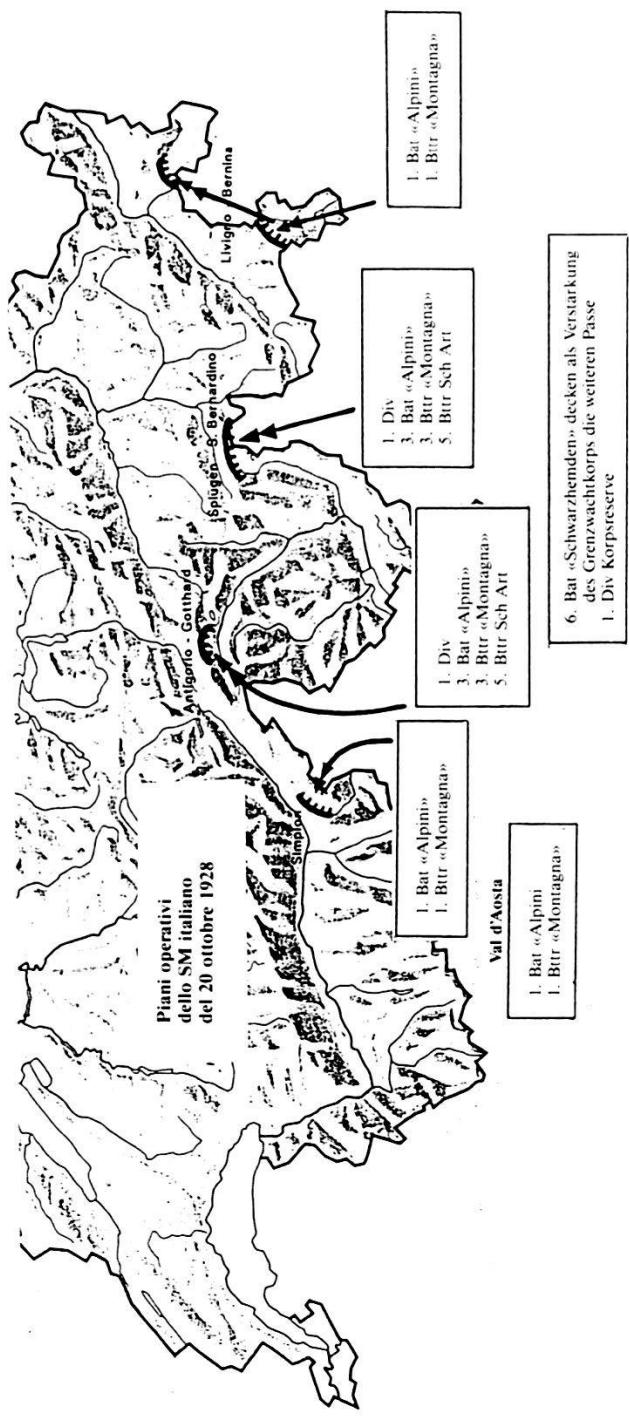 Piani operativi
dello SM italiano
del 20 ottobre 1928
Simplon
Antigorio Gotthard
Splügen - B. Bernardino
Livigno Bernina
Val d'Aosta
1. Bat «Alpini
1. Bttr «Montagna»
1. Bat «Alpini»
1. Bttr «Montagna»
1. Div
3. Bat «Alpini»
3. Bttr «Montagna»
5. Bttr Sch Art
1. Div
3. Bat «Alpini»
3. Bttr «Montagna»
5. Bttr Sch Art
1. Bat «Alpini»
1. Bttr «Montagna»
6. Bat «Schwarzhemden» decken als Verstarkung
des Grenzwachtkorps die weiteren Passe
1. Div Korpsreserve